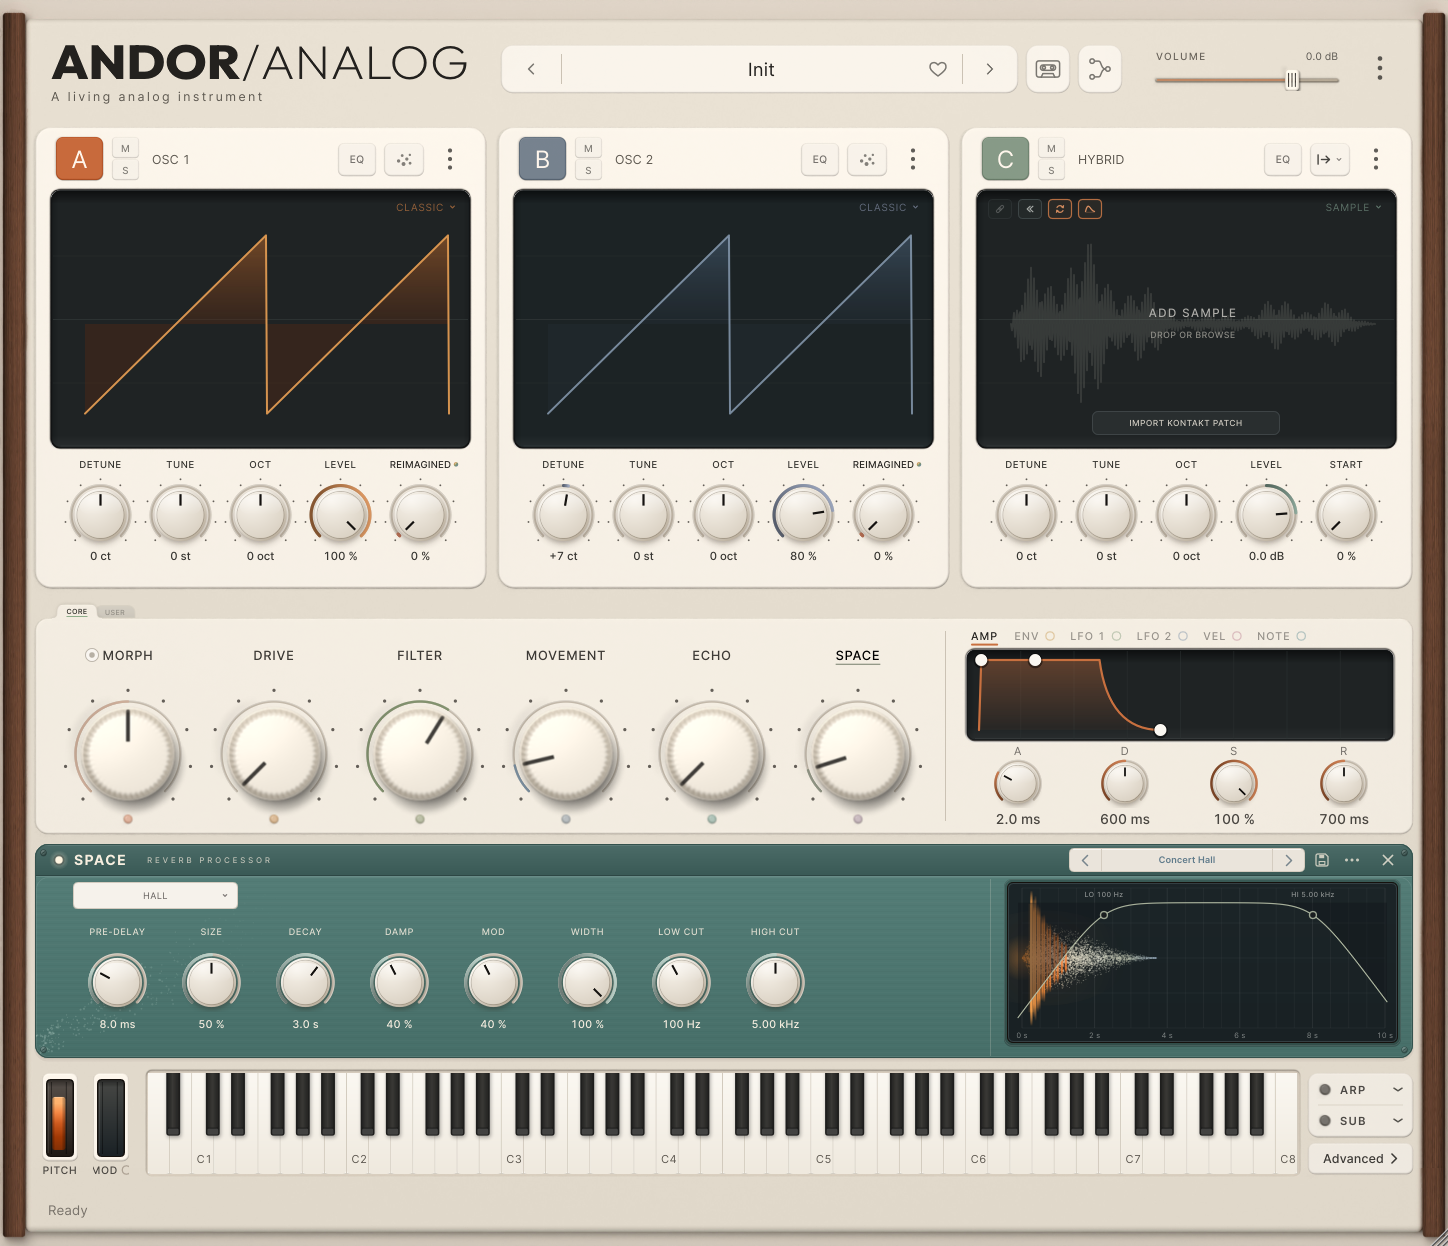 ANDOR/ANALOG
A living analog instrument
Init
VOLUME 0.0 dB
A M S OSC 1 EQ
CLASSIC
DETUNE TUNE OCT LEVEL REIMAGINED
0 ct 0 st 0 oct 100 % 0 %
B M S OSC 2 EQ
CLASSIC
DETUNE TUNE OCT LEVEL REIMAGINED
+7 ct 0 st 0 oct 80 % 0 %
C M S HYBRID EQ
SAMPLE
ADD SAMPLE
DROP OR BROWSE
IMPORT KONTAKT PATCH
DETUNE TUNE OCT LEVEL START
0 ct 0 st 0 oct 0.0 dB 0 %
CORE USER
MORPH DRIVE FILTER MOVEMENT ECHO SPACE
AMP ENV LFO 1 LFO 2 VEL NOTE
A D S R
2.0 ms 600 ms 100 % 700 ms
SPACE REVERB PROCESSOR
Concert Hall
HALL
PRE-DELAY SIZE DECAY DAMP MOD WIDTH LOW CUT HIGH CUT
8.0 ms 50 % 3.0 s 40 % 40 % 100 % 100 Hz 5.00 kHz
LO 100 Hz HI 5.00 kHz
0 s 2 s 4 s 6 s 8 s 10 s
PITCH MOD
C1 C2 C3 C4 C5 C6 C7 C8
ARP
SUB
Advanced
Ready